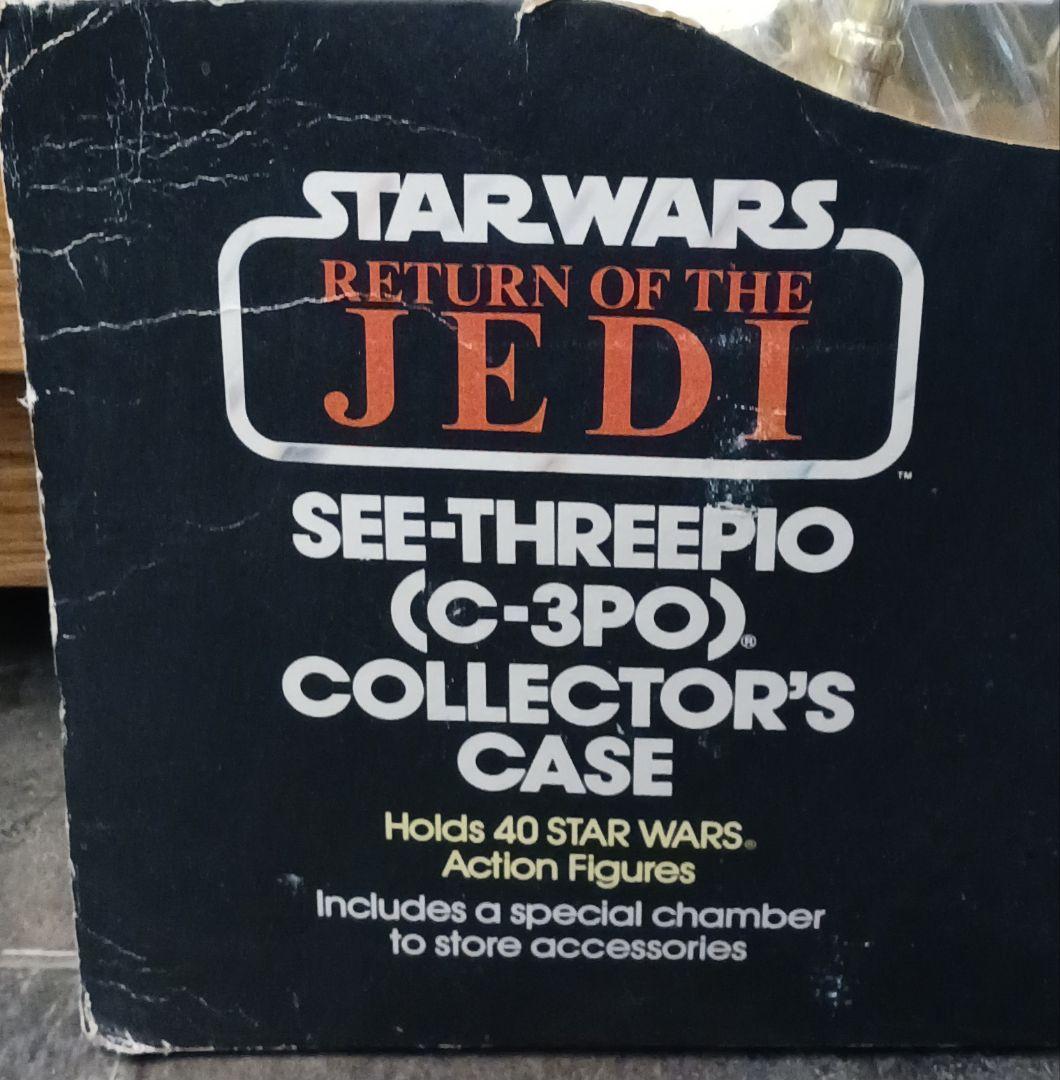 STAR WARS
RETURN OF THE
JEDI
TM
SEE-THREEPIO
(C-3PO)®
COLLECTOR'S
CASE
Holds 40 STAR WARS®
Action Figures
Includes a special chamber
to store accessories